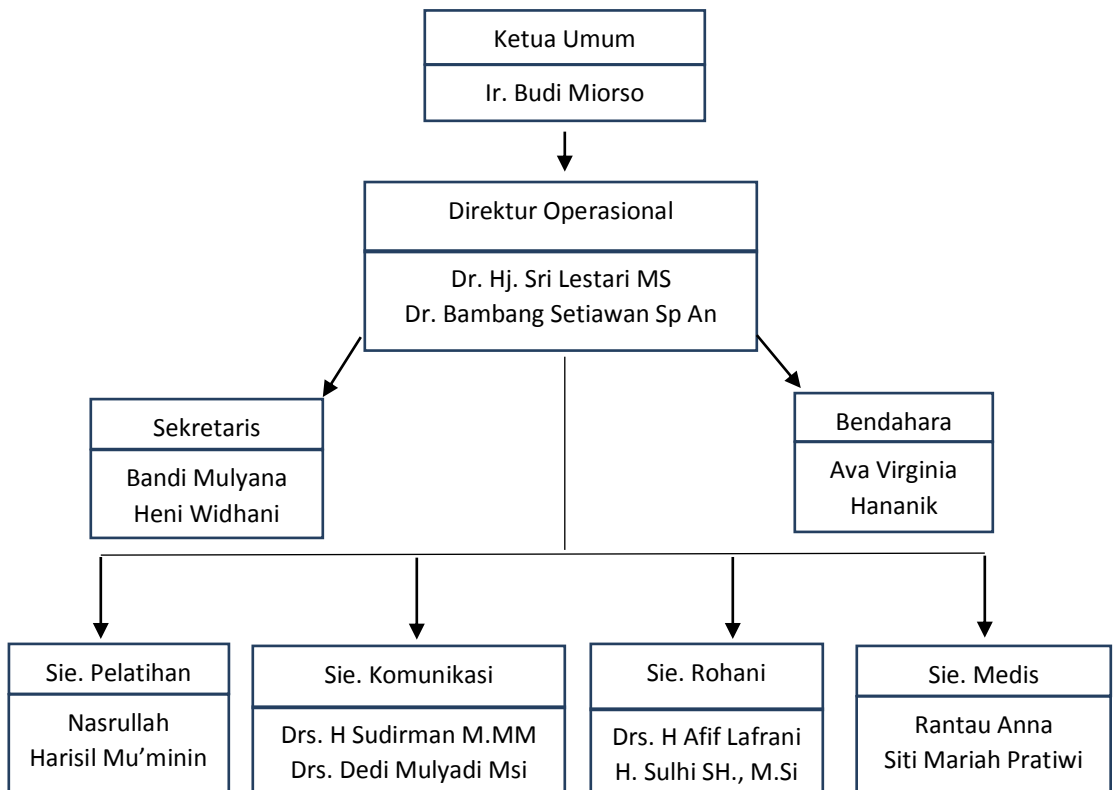 Ketua Umum
Ir. Budi Miorso
Direktur Operasional
Dr. Hj. Sri Lestari MS
Dr. Bambang Setiawan Sp An
Sekretaris
Bandi Mulyana
Heni Widhani
Bendahara
Ava Virginia
Hananik
Sie. Pelatihan
Nasrullah
Harisil Mu’minin
Sie. Komunikasi
Drs. H Sudirman M.MM
Drs. Dedi Mulyadi Msi
Sie. Rohani
Drs. H Afif Lafrani
H. Sulhi SH., M.Si
Sie. Medis
Rantau Anna
Siti Mariah Pratiwi